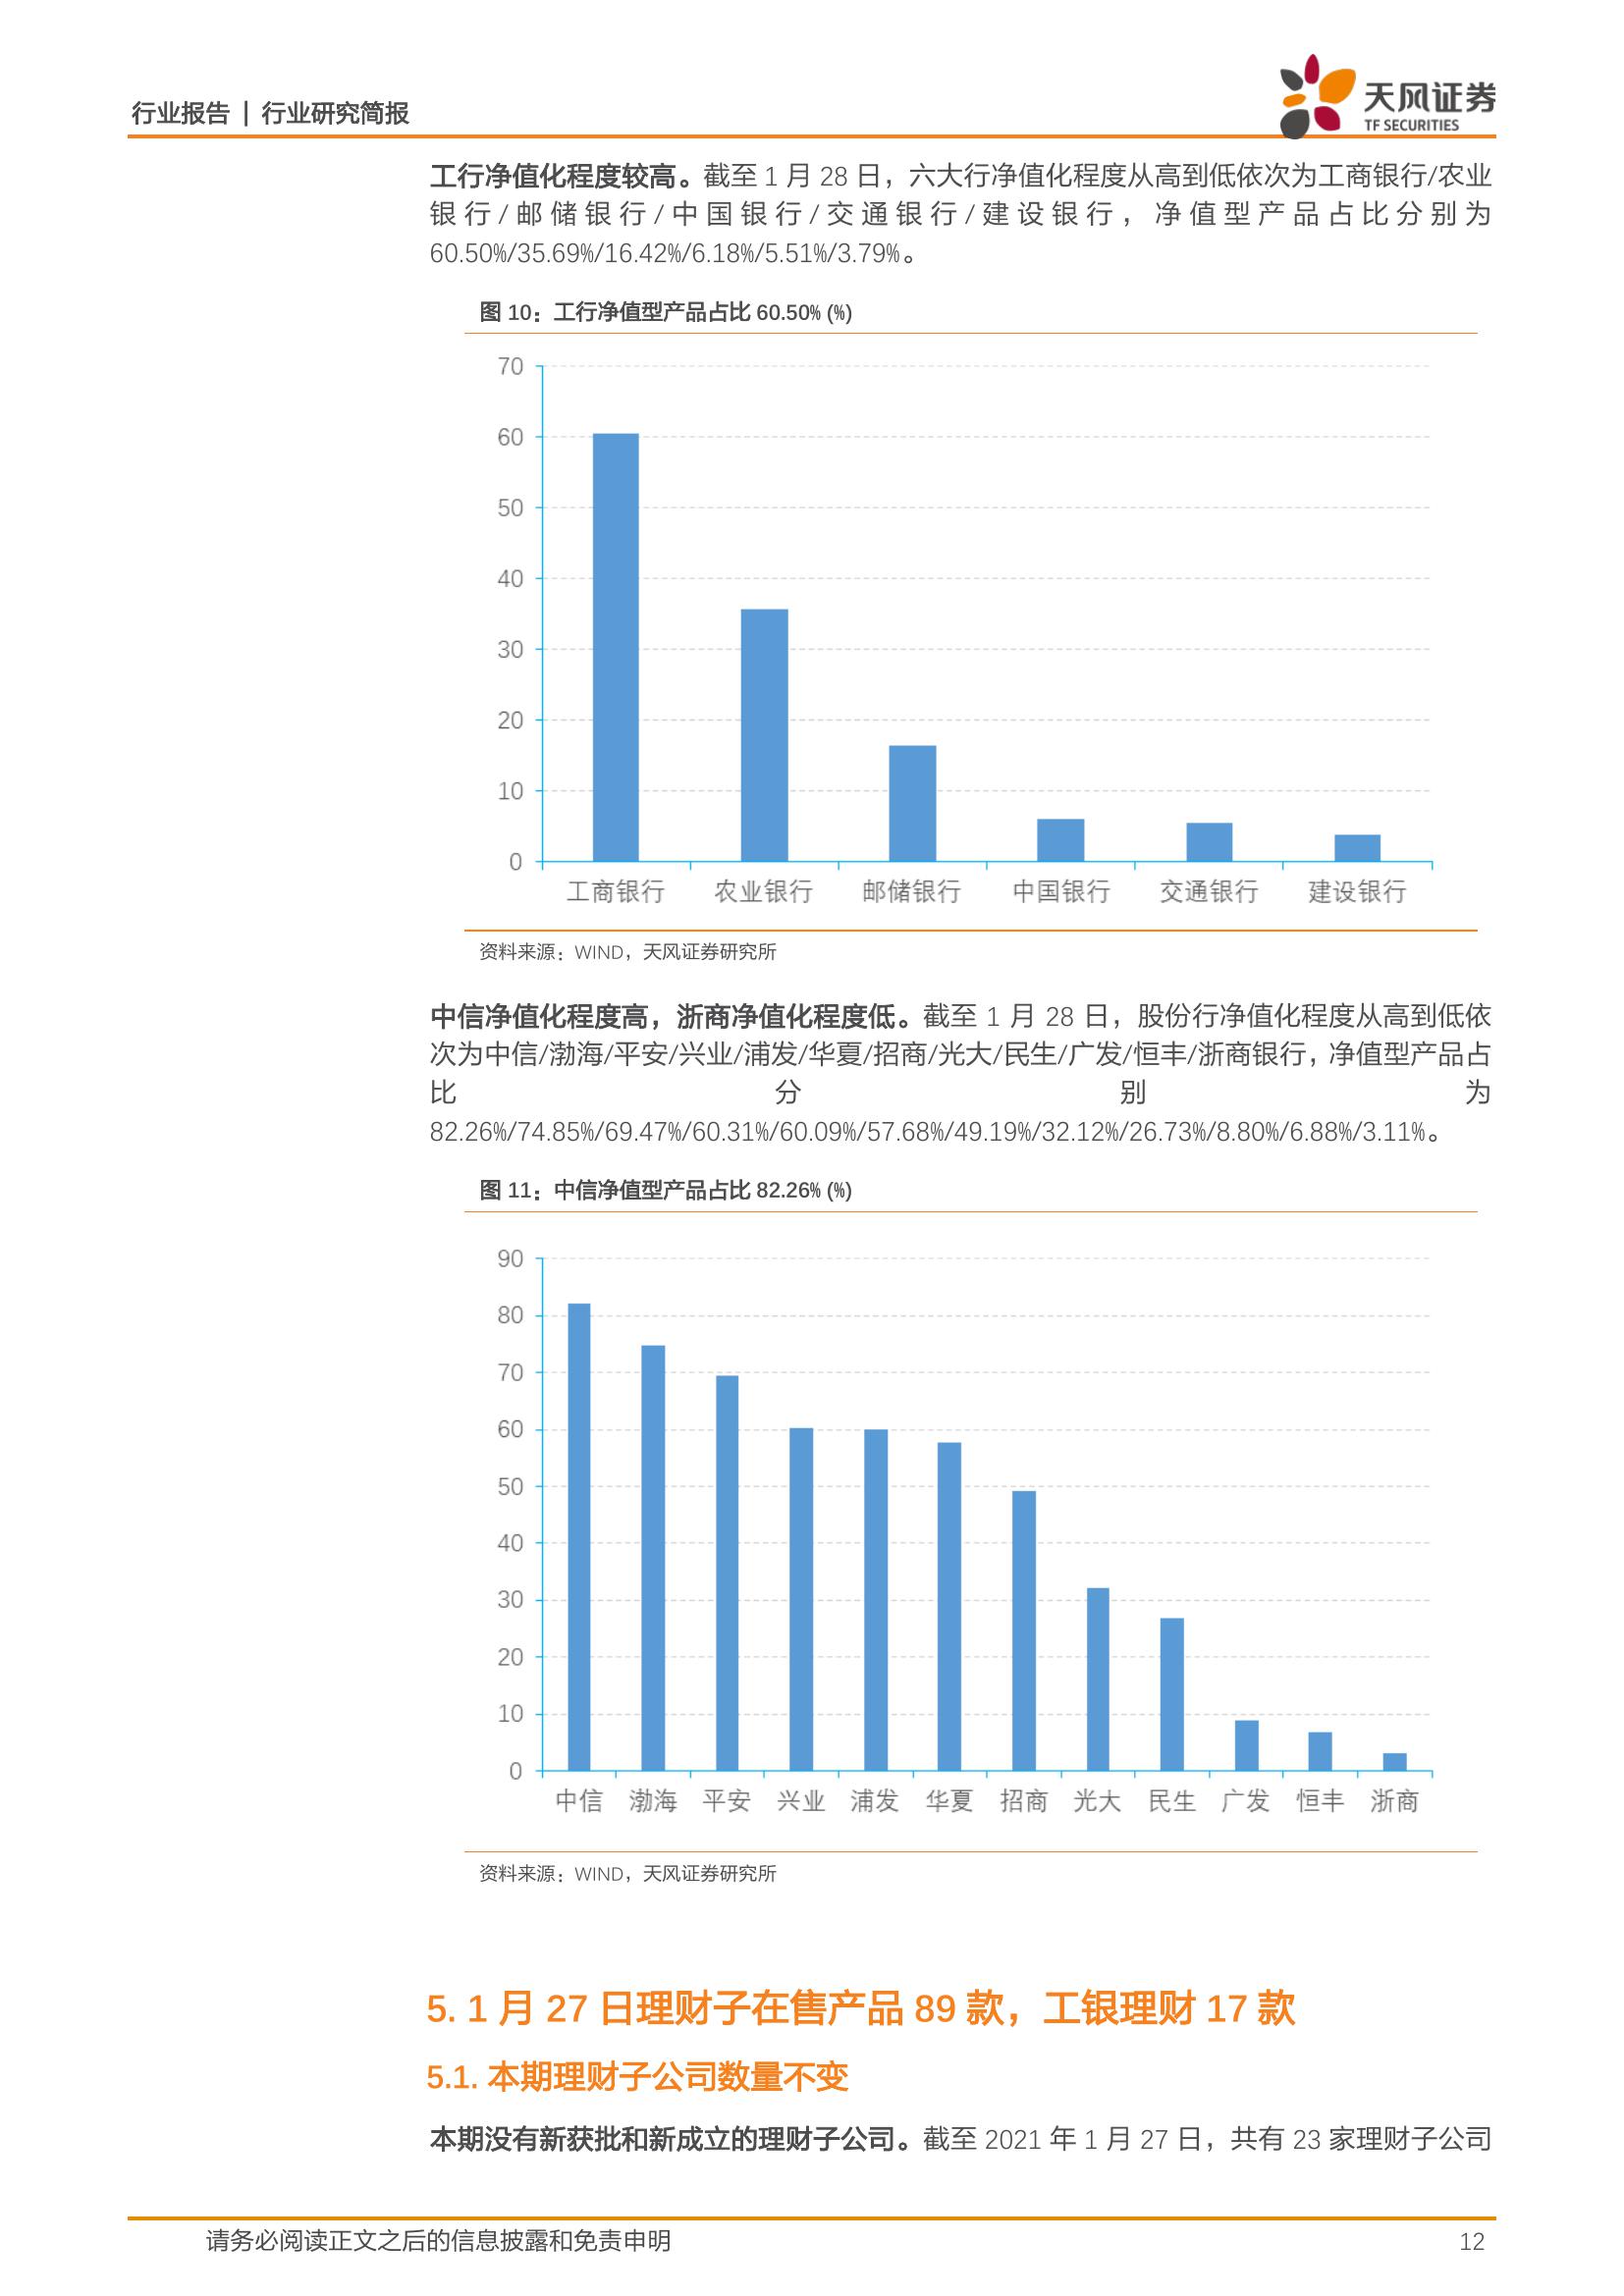 行业报告 | 行业研究简报
天风证券
TF SECURITIES
工行净值化程度较高。截至 1 月 28 日，六大行净值化程度从高到低依次为工商银行/农业
银行/邮储银行/中国银行/交通银行/建设银行，净值型产品占比分别为
60.50%/35.69%/16.42%/6.18%/5.51%/3.79%。
图 10：工行净值型产品占比 60.50% (%)
70
60
50
40
30
20
10
0
工商银行 农业银行 邮储银行 中国银行 交通银行 建设银行
资料来源：WIND，天风证券研究所
中信净值化程度高，浙商净值化程度低。截至 1 月 28 日，股份行净值化程度从高到低依
次为中信/渤海/平安/兴业/浦发/华夏/招商/光大/民生/广发/恒丰/浙商银行，净值型产品占
比分别为
82.26%/74.85%/69.47%/60.31%/60.09%/57.68%/49.19%/32.12%/26.73%/8.80%/6.88%/3.11%。
图 11：中信净值型产品占比 82.26% (%)
90
80
70
60
50
40
30
20
10
0
中信 渤海 平安 兴业 浦发 华夏 招商 光大 民生 广发 恒丰 浙商
资料来源：WIND，天风证券研究所
5. 1 月 27 日理财子在售产品 89 款，工银理财 17 款
5.1. 本期理财子公司数量不变
本期没有新获批和新成立的理财子公司。截至 2021 年 1 月 27 日，共有 23 家理财子公司
请务必阅读正文之后的信息披露和免责申明 12